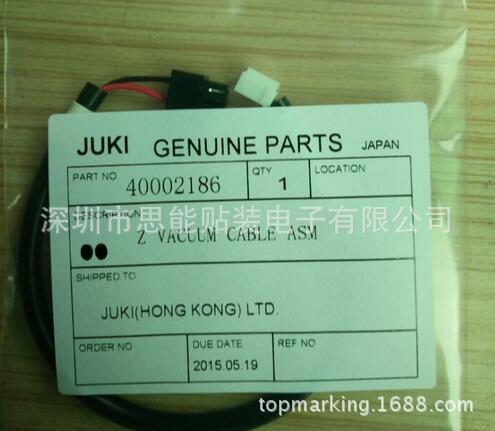 JUKI GENUINE PARTS JAPAN
PART NO 40002186 QTY 1 LOCATION
深圳市思能贴装电子有限公司
DESCRIPTION
Z VACUUM CABLE ASM
SHIPPED TO
JUKI(HONG KONG) LTD.
ORDER NO DUE DATE REF NO
2015.05.19
topmarking.1688.com